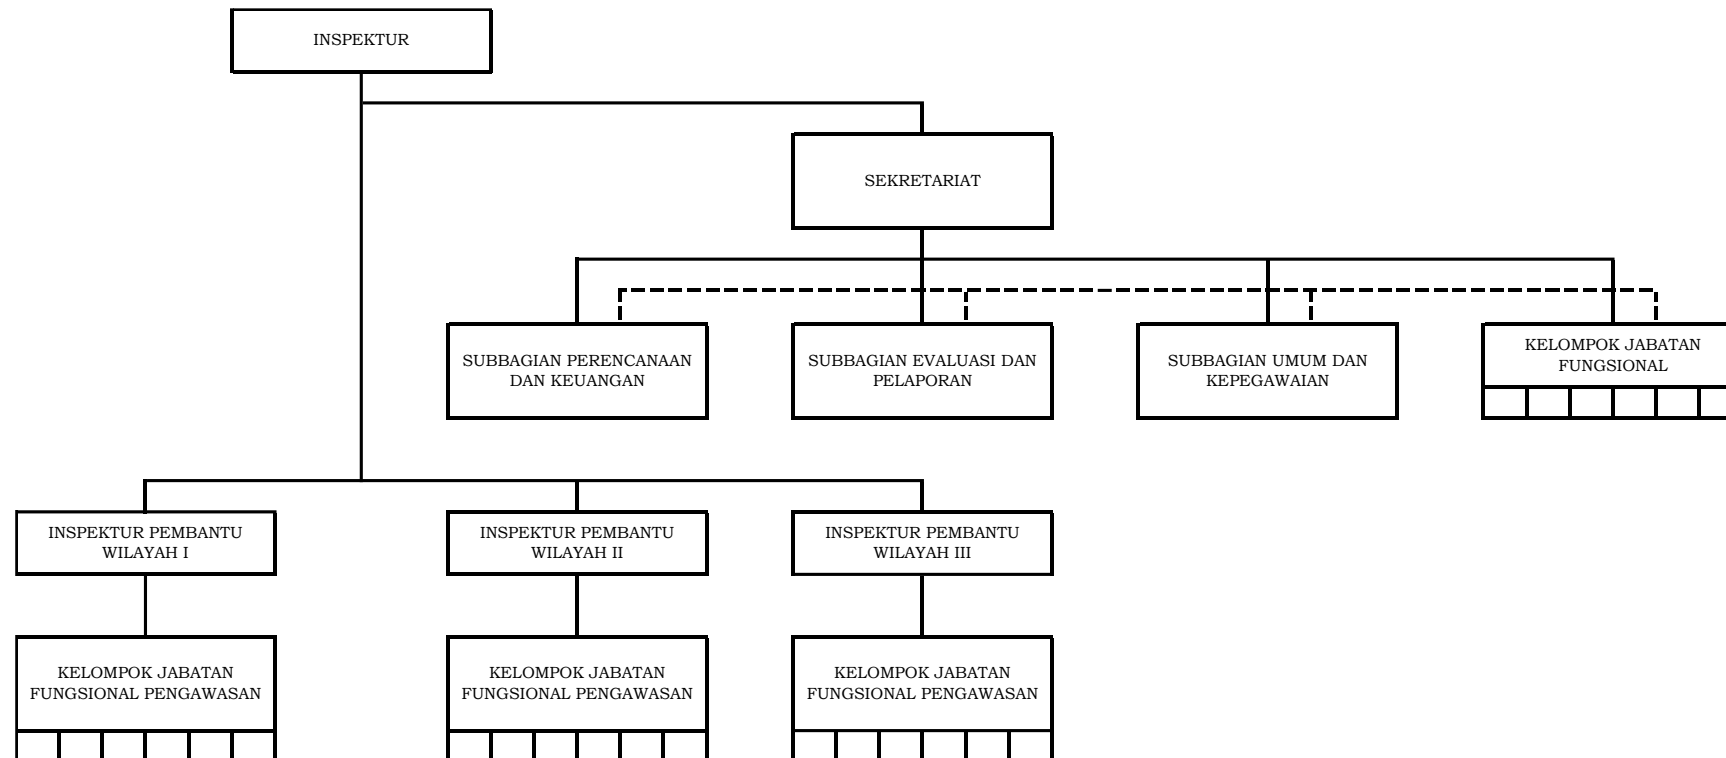 INSPEKTUR
SEKRETARIAT
SUBBAGIAN PERENCANAAN
DAN KEUANGAN
SUBBAGIAN EVALUASI DAN
PELAPORAN
SUBBAGIAN UMUM DAN
KEPEGAWAIAN
KELOMPOK JABATAN
FUNGSIONAL
INSPEKTUR PEMBANTU
WILAYAH I
INSPEKTUR PEMBANTU
WILAYAH II
INSPEKTUR PEMBANTU
WILAYAH III
KELOMPOK JABATAN
FUNGSIONAL PENGAWASAN
KELOMPOK JABATAN
FUNGSIONAL PENGAWASAN
KELOMPOK JABATAN
FUNGSIONAL PENGAWASAN